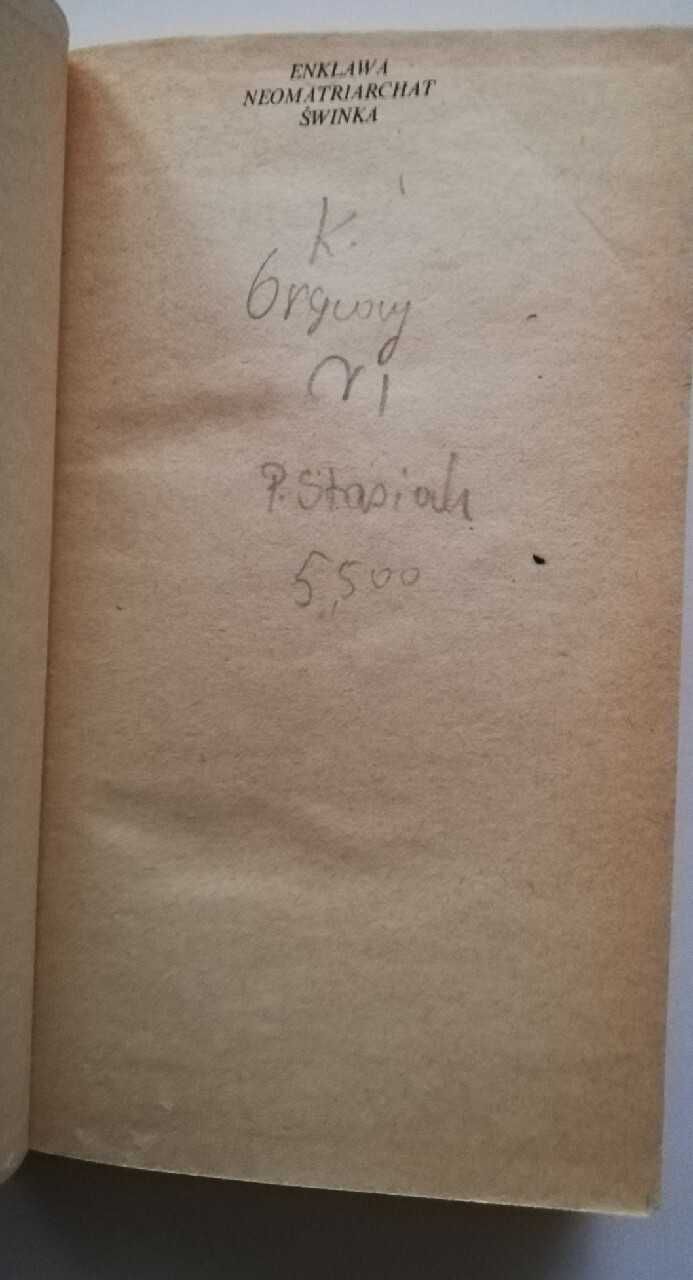 ENKLAWA
NEOMATRIARCHAT
ŚWINKA
K.
P. Stasiak
5,500